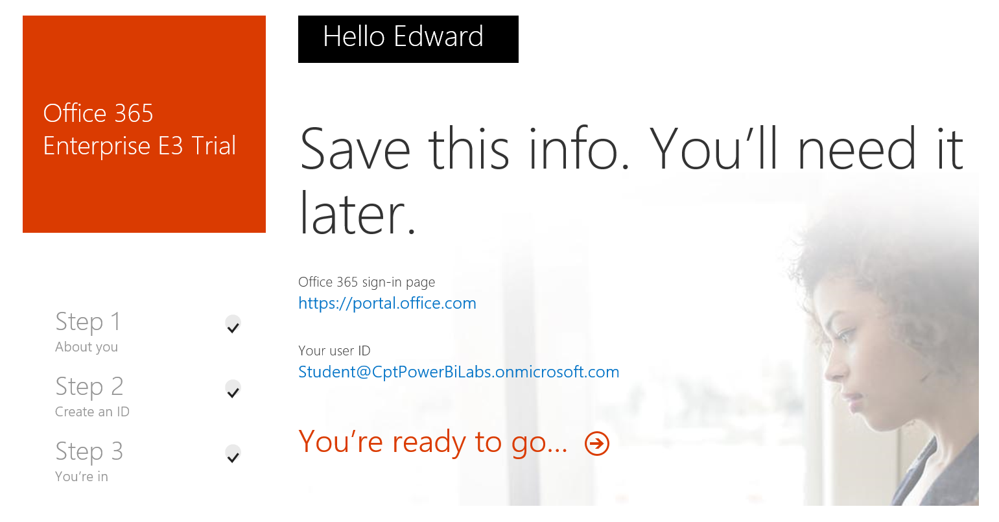 Office 365
Enterprise E3 Trial
Step 1
About you
Step 2
Create an ID
Step 3
You're in
Hello Edward
Save this info. You'll need it
later.
Office 365 sign-in page
https://portal.office.com
Your user ID
Student@CptPowerBiLabs.onmicrosoft.com
You're ready to go...